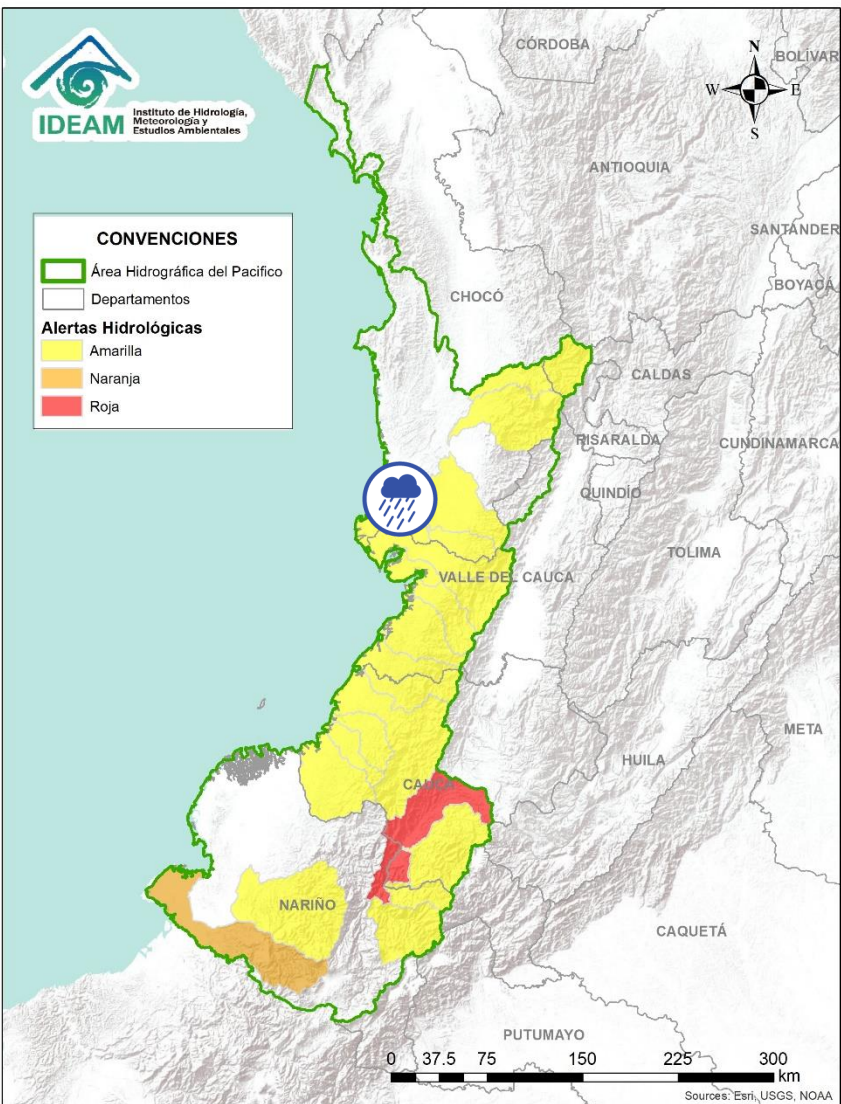 IDEAM
Instituto de Hidrología,
Meteorología y
Estudios Ambientales
N
W
E
S
CONVENCIONES
Área Hidrográfica del Pacifico
Departamentos
Alertas Hidrológicas
Amarilla
Naranja
Roja
CÓRDOBA
BOLÍVAR
ANTIOQUIA
SANTANDER
BOYACÁ
CHOCÓ
CALDAS
RISARALDA
CUNDINAMARCA
QUINDÍO
TOLIMA
VALLE DEL CAUCA
META
HUILA
CAUCA
NARIÑO
CAQUETÁ
PUTUMAYO
0 37.5 75 150 225 300
km
Sources: Esri, USGS, NOAA